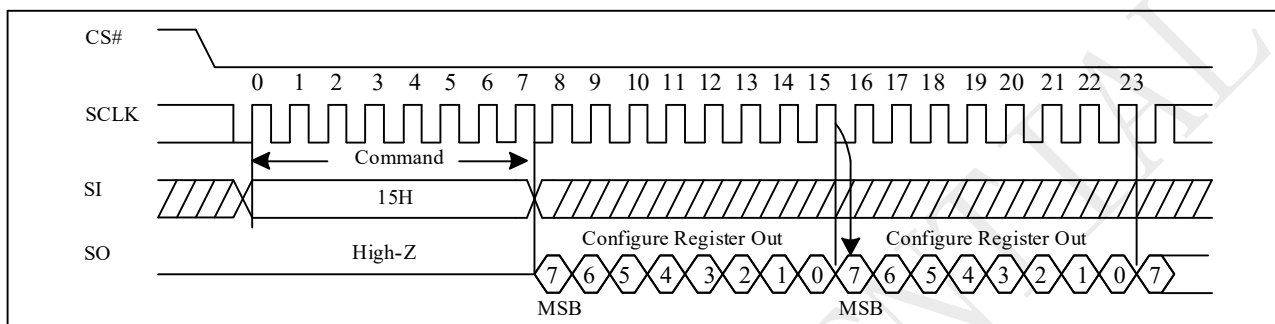 CS#
0 1 2 3 4 5 6 7 8 9 10 11 12 13 14 15 16 17 18 19 20 21 22 23
SCLK
Command
SI
15H
SO
High-Z
Configure Register Out
Configure Register Out
7 6 5 4 3 2 1 0 7 6 5 4 3 2 1 0 7
MSB
MSB